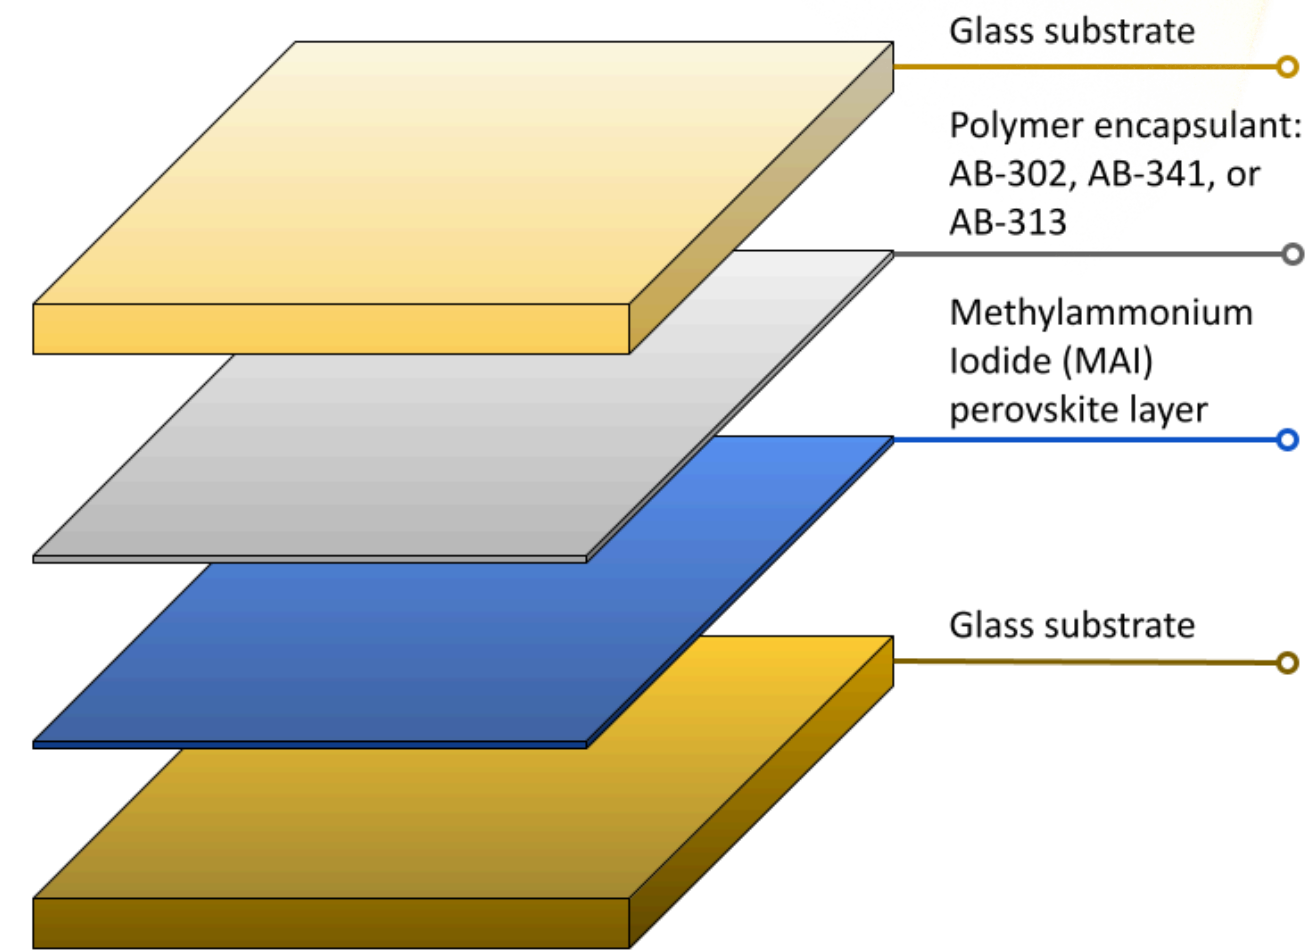 Glass substrate
Polymer encapsulant:
AB-302, AB-341, or
AB-313
Methylammonium
Iodide (MAI)
perovskite layer
Glass substrate